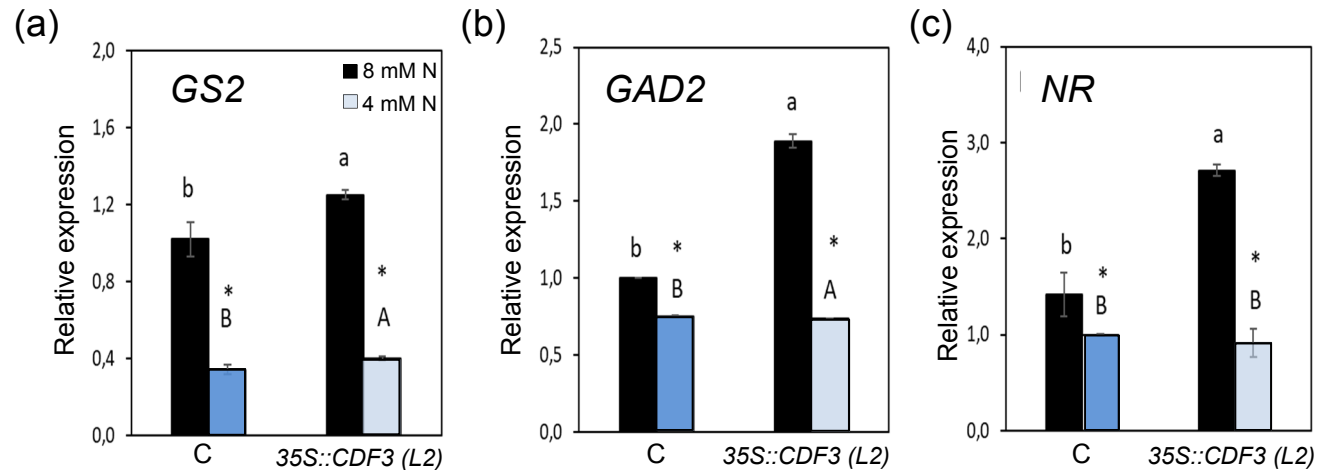 (a)
Relative expression
2,0
1,6
1,2
0,8
0,4
0,0
GS2
8 mM N
4 mM N
b
*
B
a
*
A
C
35S::CDF3 (L2)
(b)
Relative expression
2,5
2,0
1,5
1,0
0,5
0,0
GAD2
b
*
B
a
*
A
C
35S::CDF3 (L2)
(c)
Relative expression
4,0
3,0
2,0
1,0
0,0
NR
b
*
B
a
*
B
C
35S::CDF3 (L2)